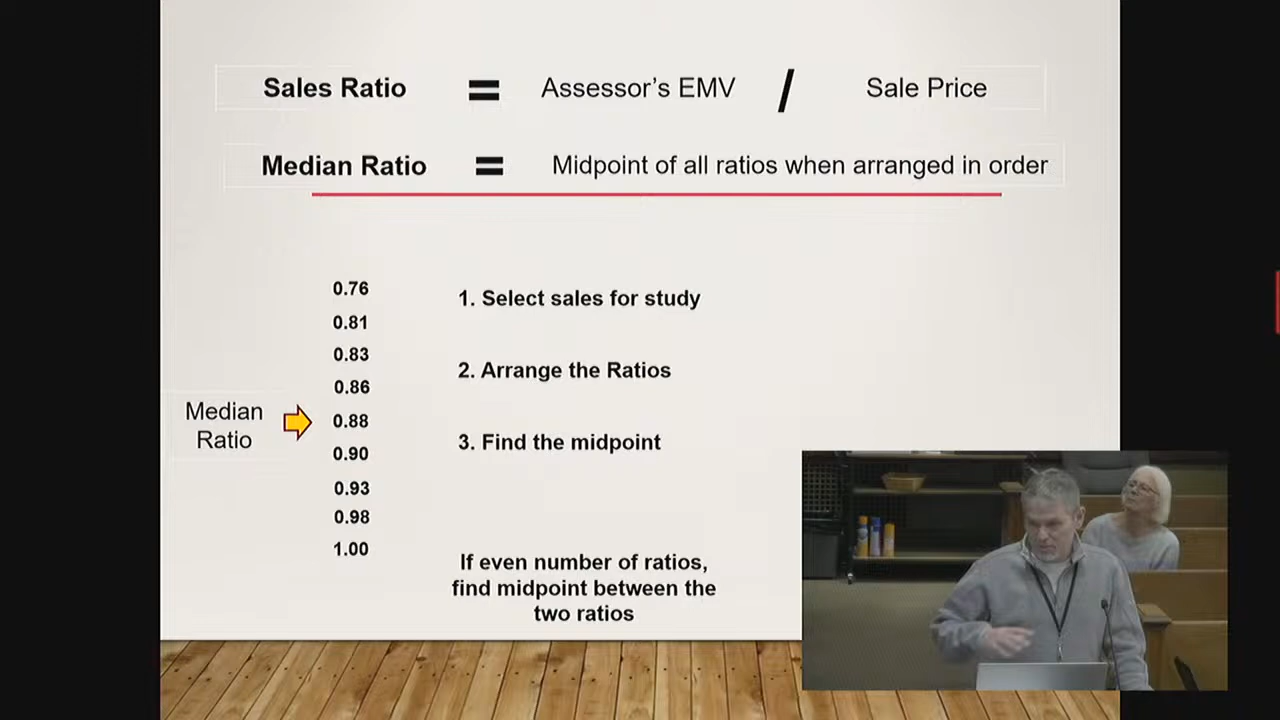 Sales Ratio = Assessor's EMV / Sale Price
Median Ratio = Midpoint of all ratios when arranged in order
0.76
1. Select sales for study
0.81
0.83
2. Arrange the Ratios
0.86
Median
Ratio
0.88
3. Find the midpoint
0.90
0.93
0.98
1.00
If even number of ratios,
find midpoint between the
two ratios